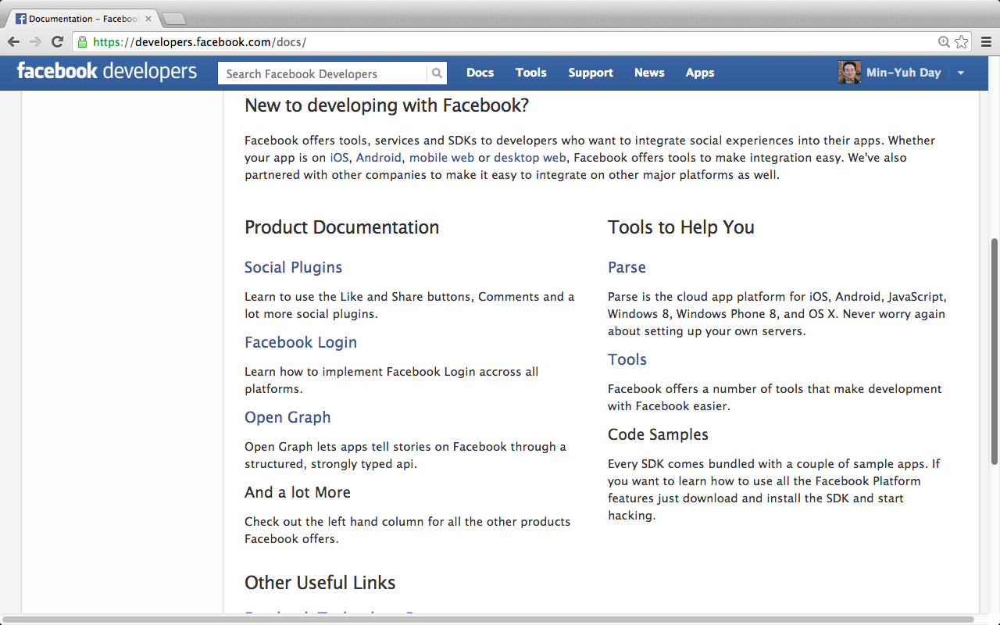 Documentation – Facebook
https://developers.facebook.com/docs/
facebook developers
Search Facebook Developers
Docs
Tools
Support
News
Apps
Min-Yuh Day
New to developing with Facebook?
Facebook offers tools, services and SDKs to developers who want to integrate social experiences into their apps. Whether
your app is on iOS, Android, mobile web or desktop web, Facebook offers tools to make integration easy. We've also
partnered with other companies to make it easy to integrate on other major platforms as well.
Product Documentation
Social Plugins
Learn to use the Like and Share buttons, Comments and a
lot more social plugins.
Facebook Login
Learn how to implement Facebook Login accross all
platforms.
Open Graph
Open Graph lets apps tell stories on Facebook through a
structured, strongly typed api.
And a lot More
Check out the left hand column for all the other products
Facebook offers.
Tools to Help You
Parse
Parse is the cloud app platform for iOS, Android, JavaScript,
Windows 8, Windows Phone 8, and OS X. Never worry again
about setting up your own servers.
Tools
Facebook offers a number of tools that make development
with Facebook easier.
Code Samples
Every SDK comes bundled with a couple of sample apps. If
you want to learn how to use all the Facebook Platform
features just download and install the SDK and start
hacking.
Other Useful Links